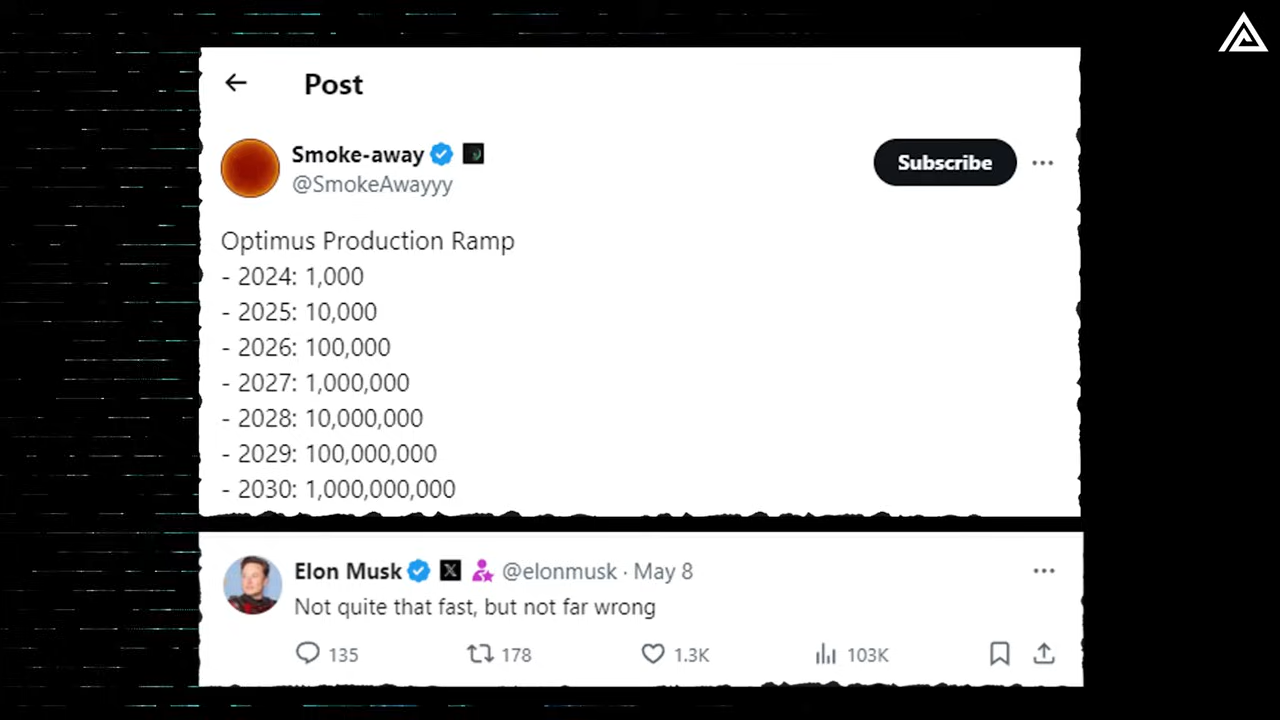 Post
Smoke-away
@SmokeAwayyy
Subscribe
Optimus Production Ramp
- 2024: 1,000
- 2025: 10,000
- 2026: 100,000
- 2027: 1,000,000
- 2028: 10,000,000
- 2029: 100,000,000
- 2030: 1,000,000,000
Elon Musk @elonmusk · May 8
Not quite that fast, but not far wrong
135 178 1.3K 103K